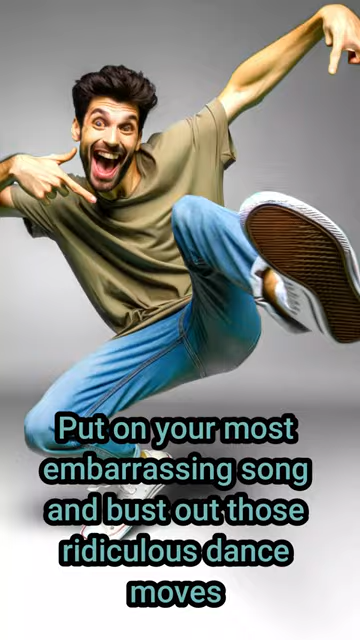 Put on your most
embarrassing song
and bust out those
ridiculous dance
moves